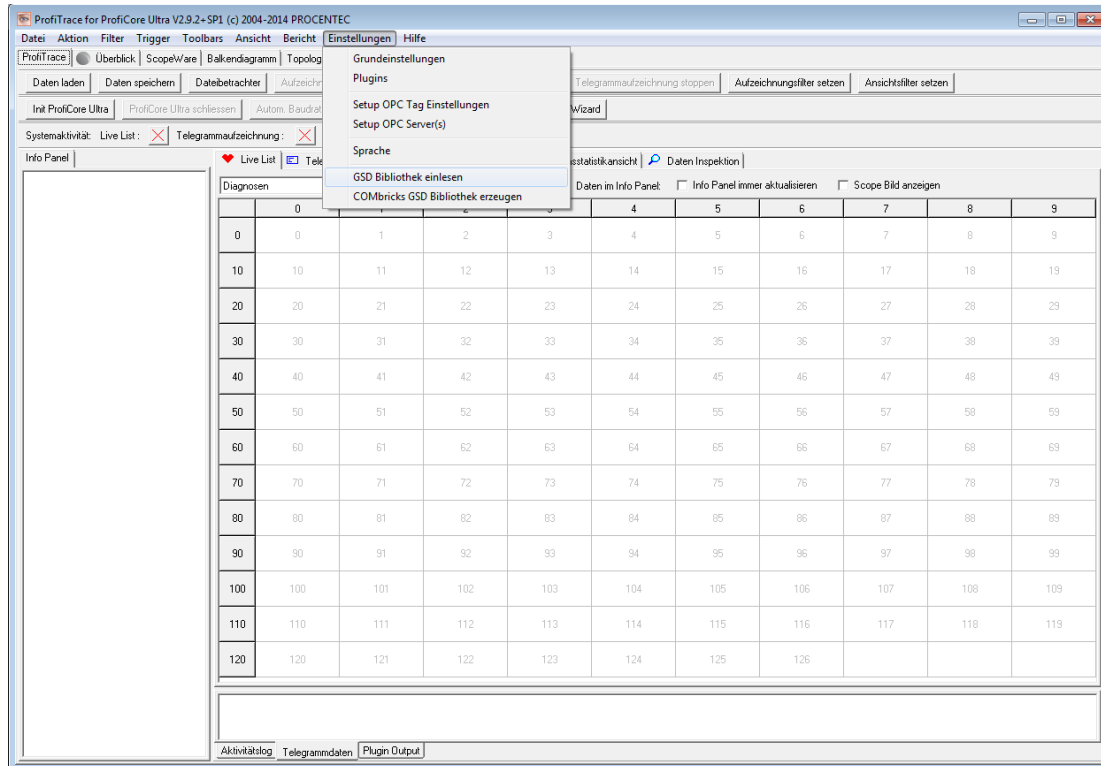 ProfiTrace for ProfiCore Ultra V2.9.2+SP1 (c) 2004-2014 PROCENTEC
Datei Aktion Filter Trigger Toolbars Ansicht Bericht Einstellungen Hilfe
ProfiTrace Überblick ScopeWare Balkendiagramm Topolog
Grundeinstellungen
Plugins
Setup OPC Tag Einstellungen
Setup OPC Server(s)
Sprache
GSD Bibliothek einlesen
COMbricks GSD Bibliothek erzeugen
Daten laden Daten speichern Dateibetrachter Aufzeichn Telegrammaufzeichnung stoppen Aufzeichnungsfilter setzen Ansichtsfilter setzen
Init ProfiCore Ultra ProfiCore Ultra schliessen Autom. Baudrat Wizard
Systemaktivität: Live List : Telegrammaufzeichnung :
Info Panel
Live List Tele sstatistikansicht Daten Inspektion
Diagnosen Daten im Info Panel: Info Panel immer aktualisieren Scope Bild anzeigen
0 1 2 3 4 5 6 7 8 9
0 0 1 2 3 4 5 6 7 8 9
10 10 11 12 13 14 15 16 17 18 19
20 20 21 22 23 24 25 26 27 28 29
30 30 31 32 33 34 35 36 37 38 39
40 40 41 42 43 44 45 46 47 48 49
50 50 51 52 53 54 55 56 57 58 59
60 60 61 62 63 64 65 66 67 68 69
70 70 71 72 73 74 75 76 77 78 79
80 80 81 82 83 84 85 86 87 88 89
90 90 91 92 93 94 95 96 97 98 99
100 100 101 102 103 104 105 106 107 108 109
110 110 111 112 113 114 115 116 117 118 119
120 120 121 122 123 124 125 126
Aktivitätslog Telegrammdaten Plugin Output